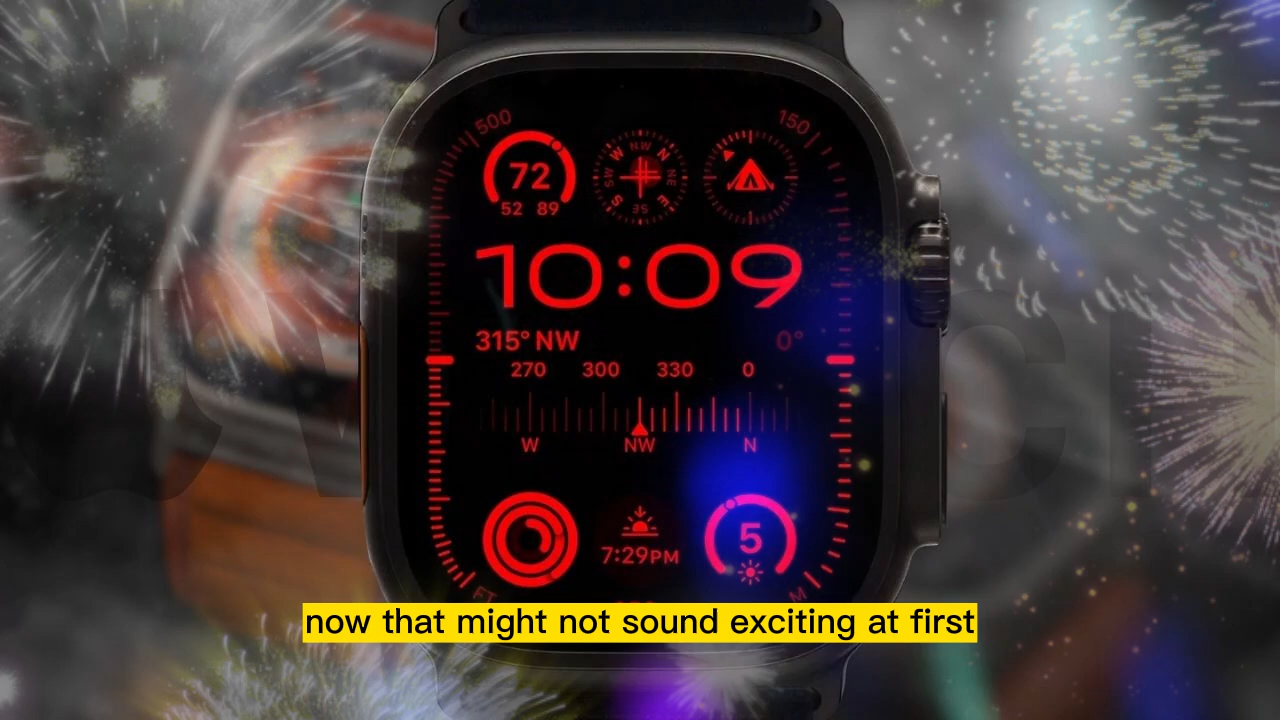 500
150
72
52 89
NW
W N
SW NE
S E
SE
10:09
315° NW
0°
270 300 330 0
W NW N
5
7:29PM
FT
M
now that might not sound exciting at first